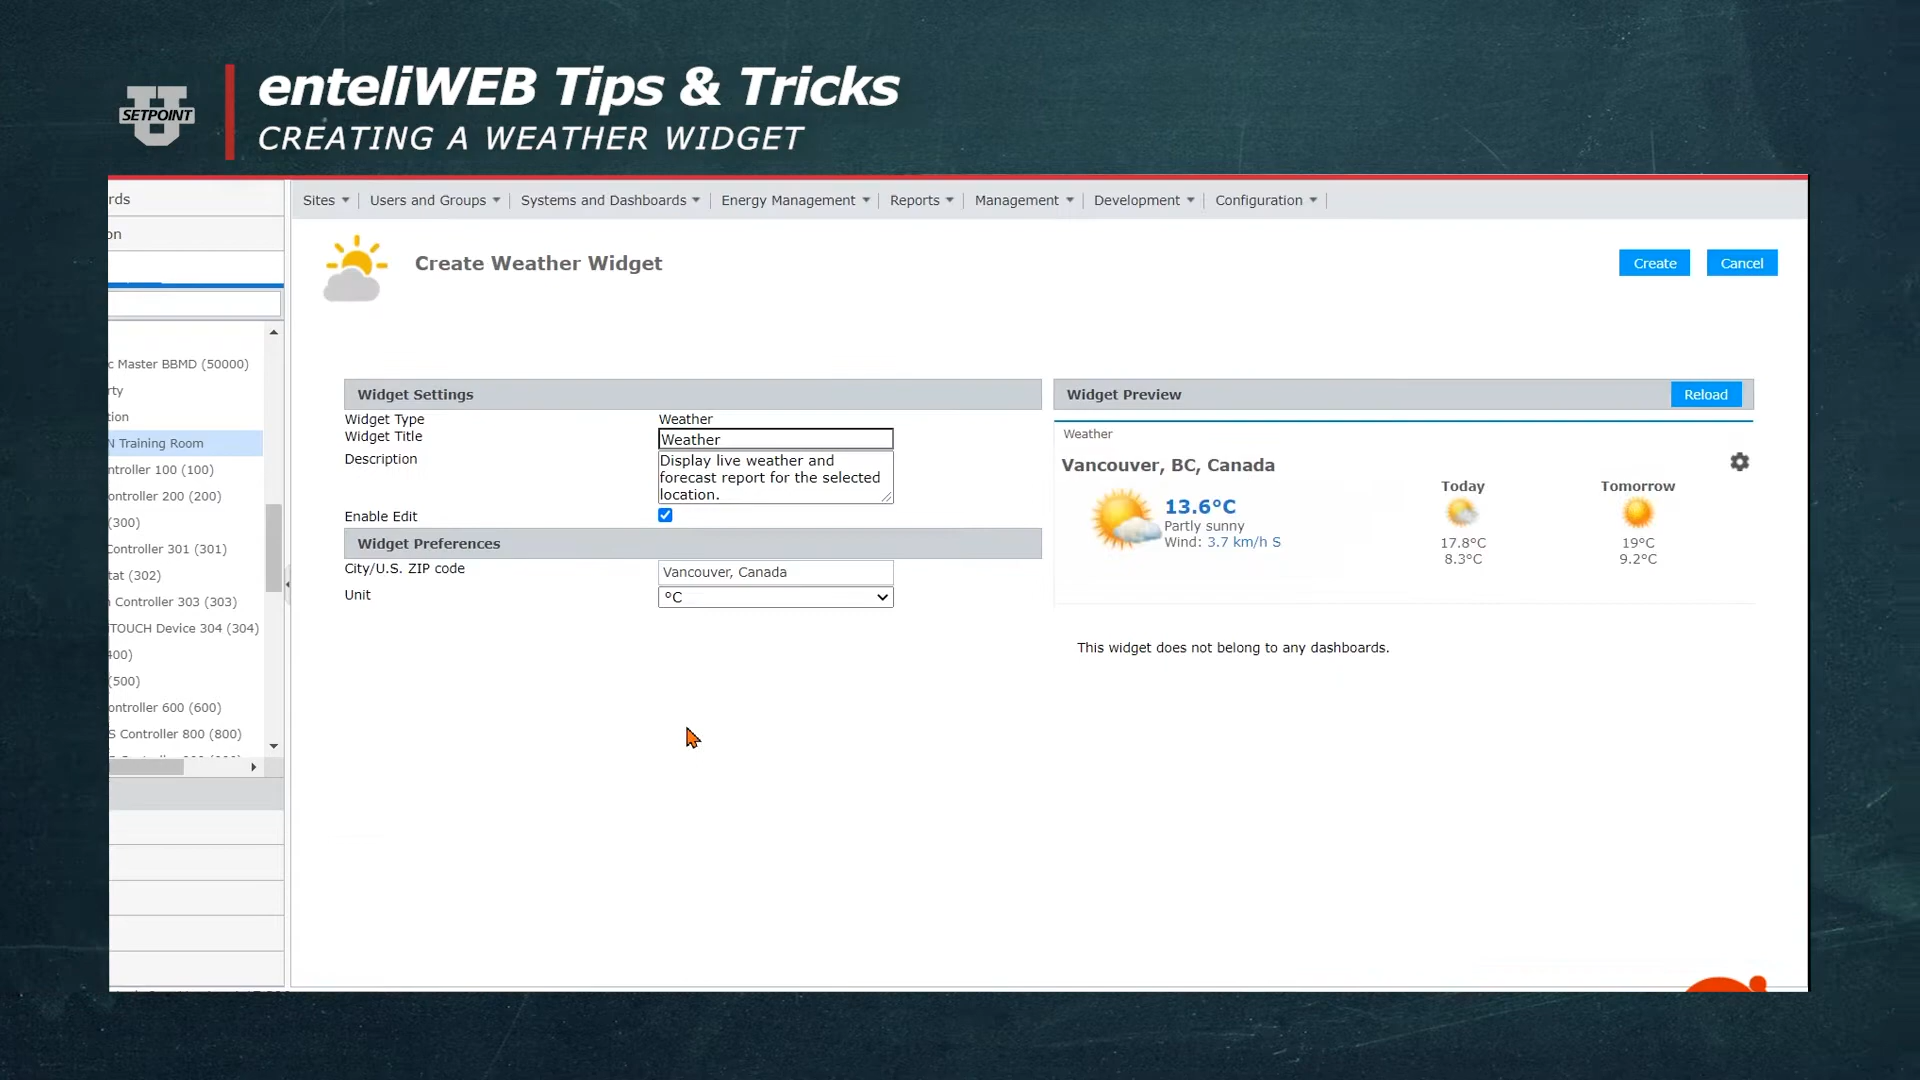 enteliWEB Tips & Tricks
SETPOINT
U
CREATING A WEATHER WIDGET
rds
on
c Master BBMD (50000)
rty
tion
N Training Room
ntroller 100 (100)
ontroller 200 (200)
(300)
Controller 301 (301)
tat (302)
n Controller 303 (303)
iTOUCH Device 304 (304)
400)
(500)
ontroller 600 (600)
S Controller 800 (800)
Sites
Users and Groups
Systems and Dashboards
Energy Management
Reports
Management
Development
Configuration
Create Weather Widget
Create
Cancel
Widget Settings
Widget Type
Weather
Widget Title
Weather
Description
Display live weather and
forecast report for the selected
location.
Enable Edit
Widget Preferences
City/U.S. ZIP code
Vancouver, Canada
Unit
°C
Widget Preview
Reload
Weather
Vancouver, BC, Canada
13.6°C
Partly sunny
Wind: 3.7 km/h S
Today
17.8°C
8.3°C
Tomorrow
19°C
9.2°C
This widget does not belong to any dashboards.